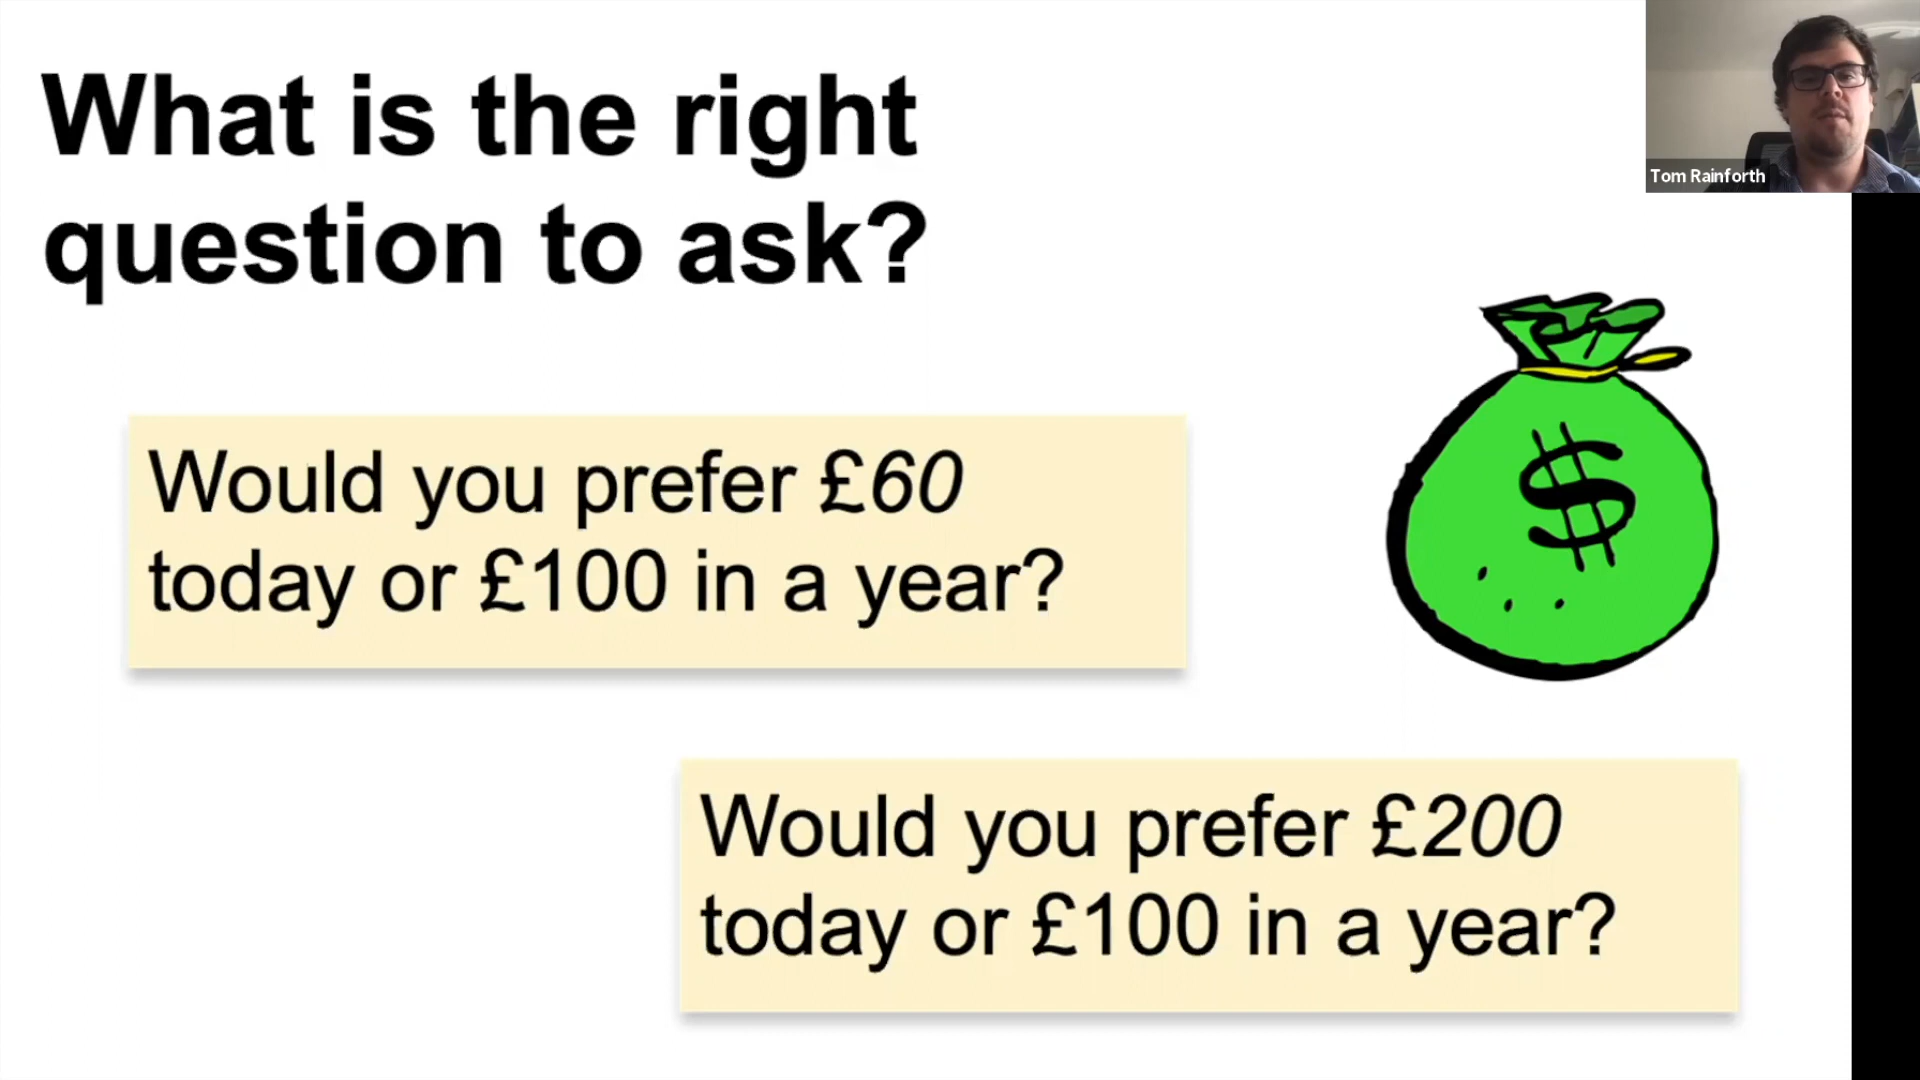 What is the right
question to ask?
Tom Rainforth
Would you prefer £60
today or £100 in a year?
$
Would you prefer £200
today or £100 in a year?